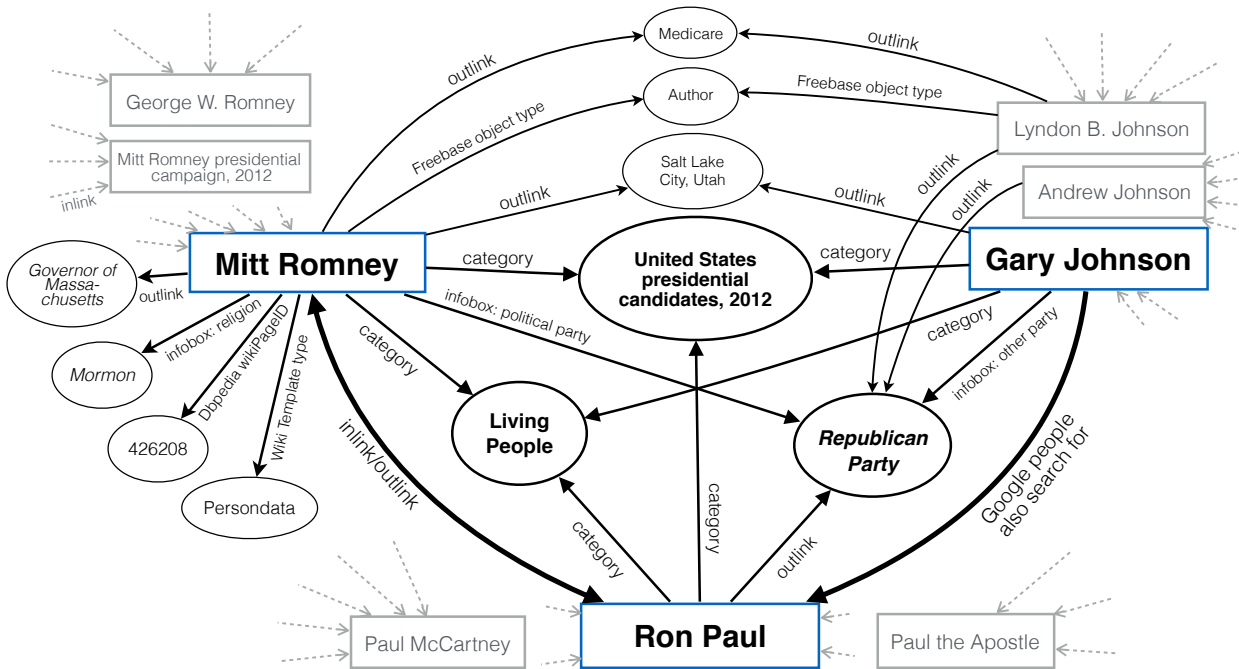 Medicare
outlink
outlink
George W. Romney
Author
Freebase object type
Freebase object type
Lyndon B. Johnson
Mitt Romney presidential
campaign, 2012
inlink
Salt Lake
City, Utah
outlink
outlink
outlink
outlink
Andrew Johnson
Mitt Romney
category
United States
presidential
candidates, 2012
category
Gary Johnson
Governor of
Massa-
chusetts
outlink
infobox: religion
Mormon
Dbpedia wikiPageID
426208
Wiki Template type
Persondata
category
infobox: political party
category
infobox: other party
Living
People
Republican
Party
inlink/outlink
category
category
outlink
Google people
also search for
Paul McCartney
Ron Paul
Paul the Apostle